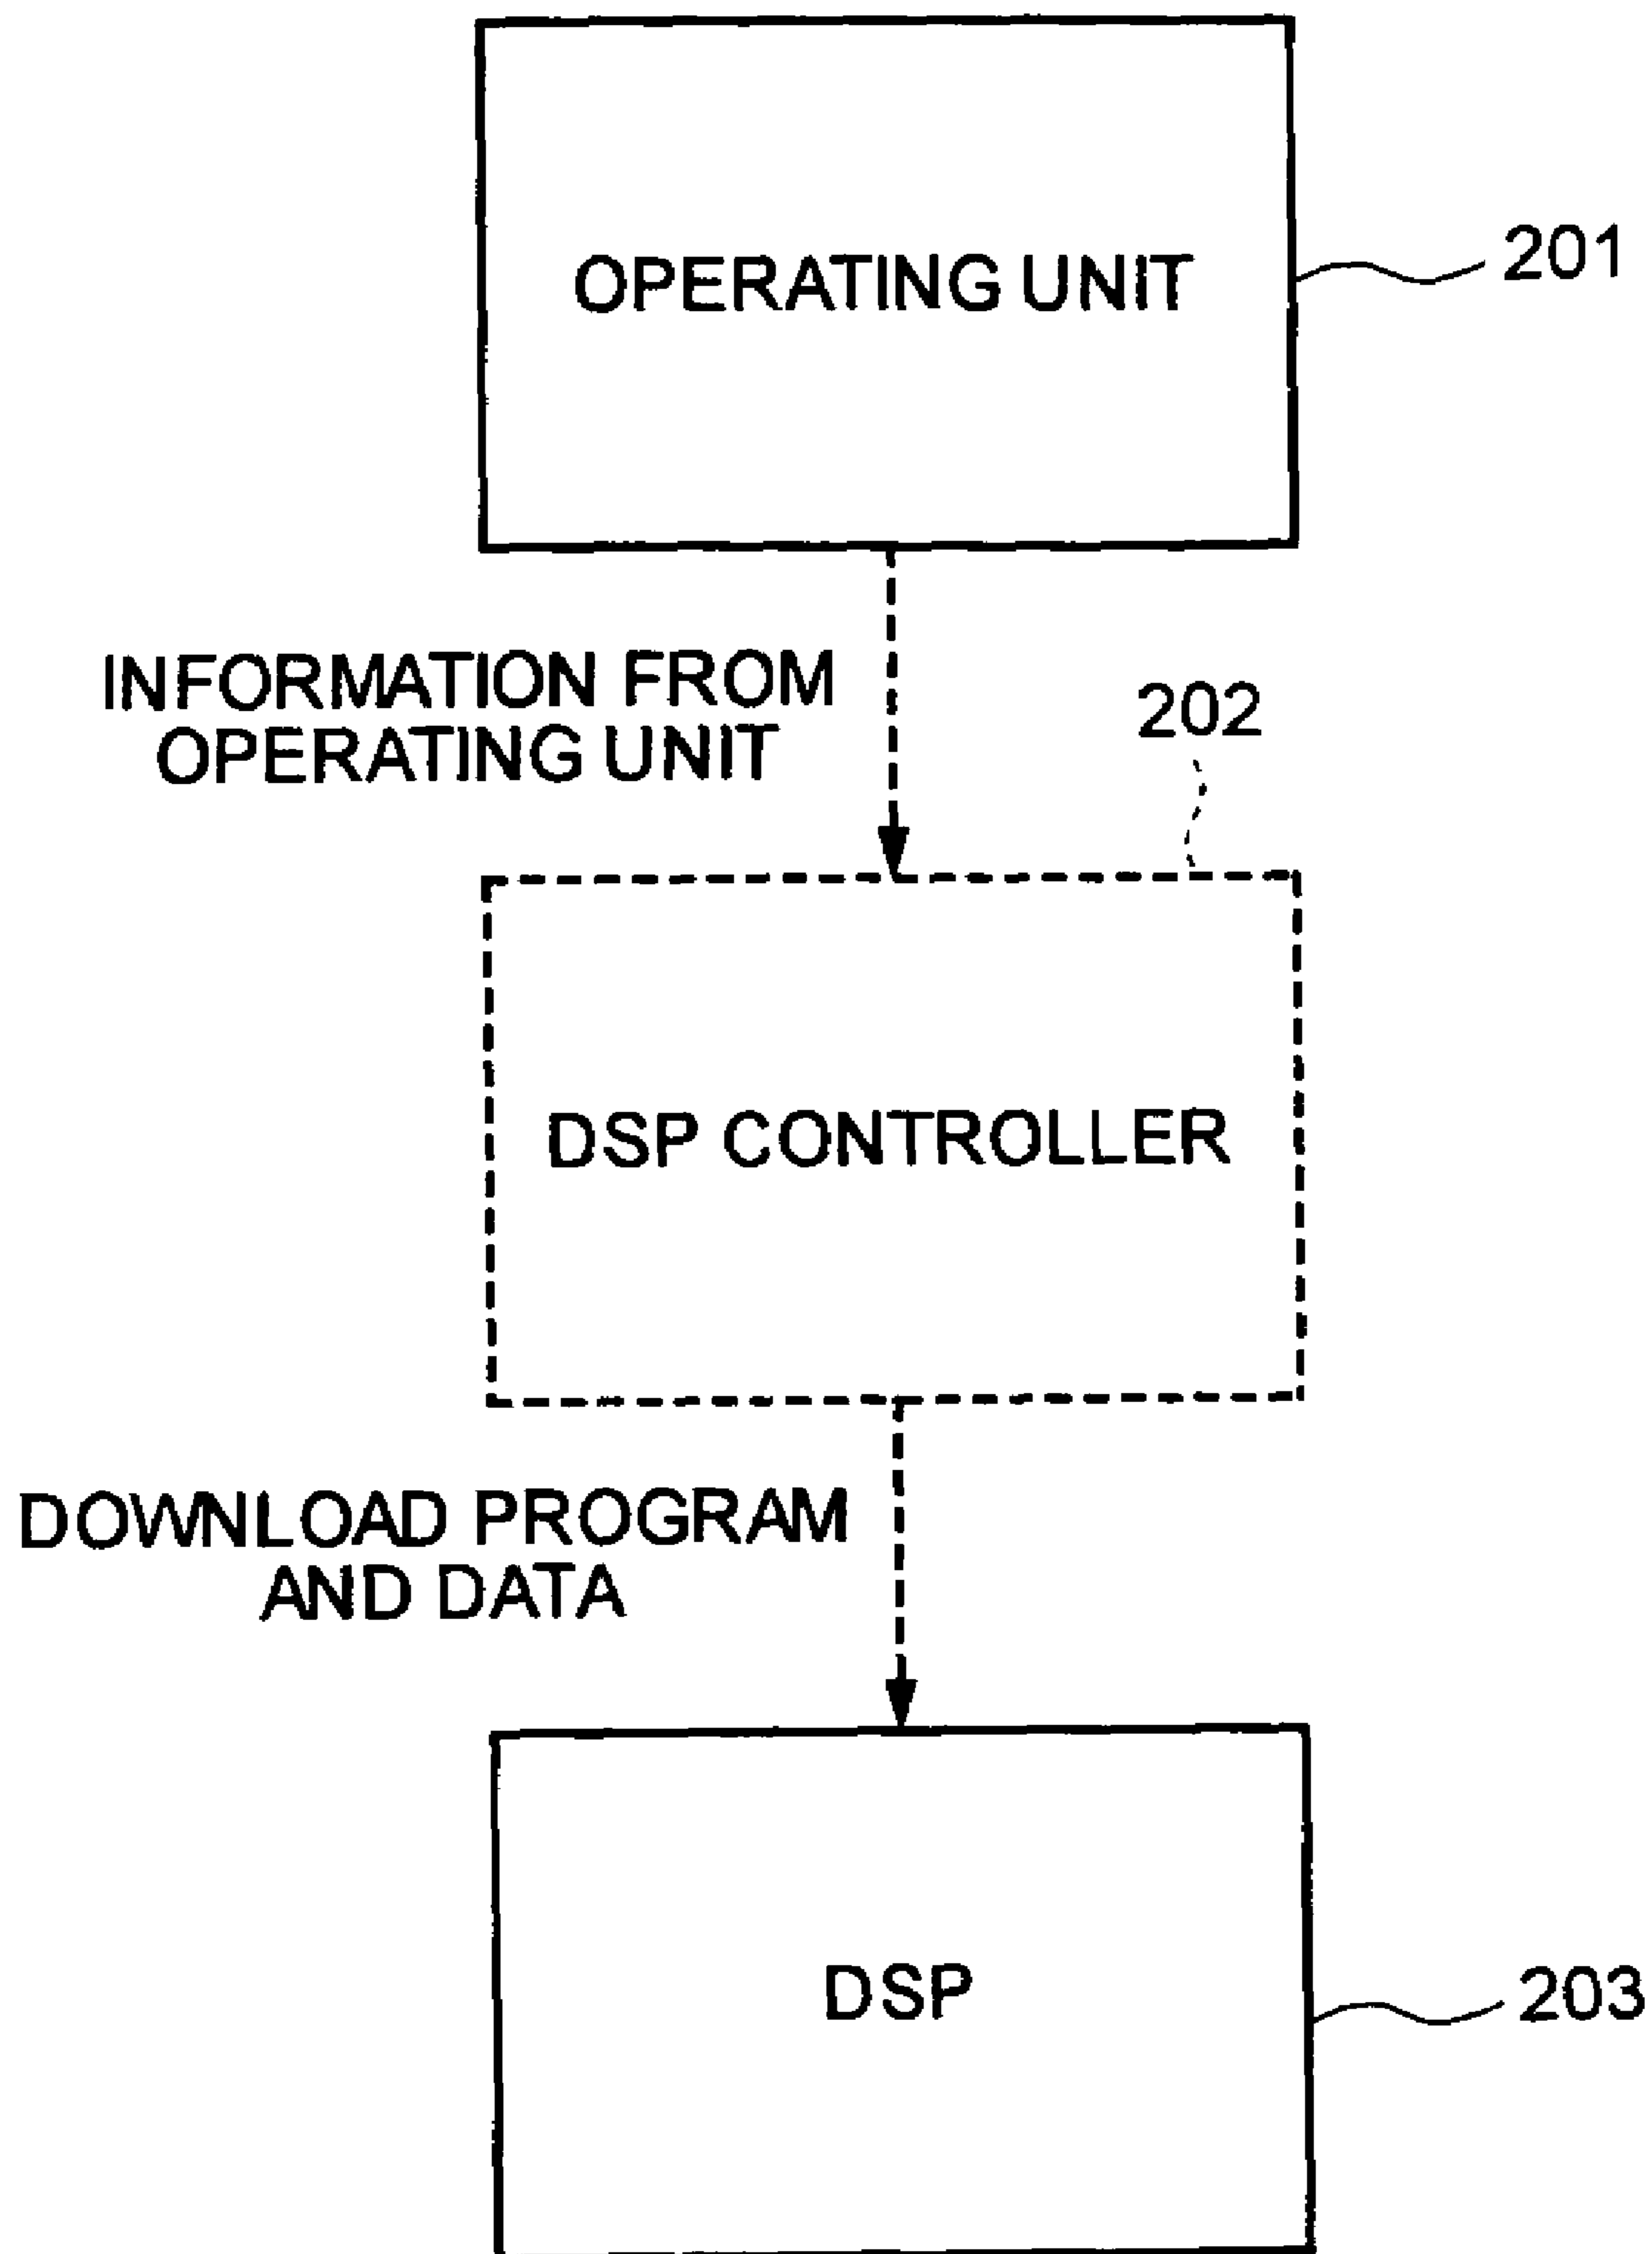 OPERATING UNIT
201
INFORMATION FROM
OPERATING UNIT
202
DSP CONTROLLER
DOWNLOAD PROGRAM
AND DATA
DSP
203